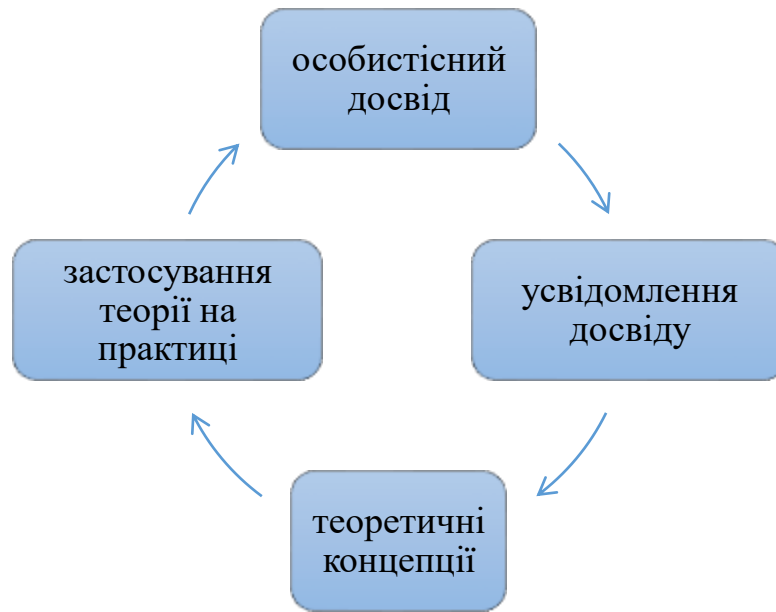 особистісний
досвід
усвідомлення
досвіду
теоретичні
концепції
застосування
теорії на
практиці